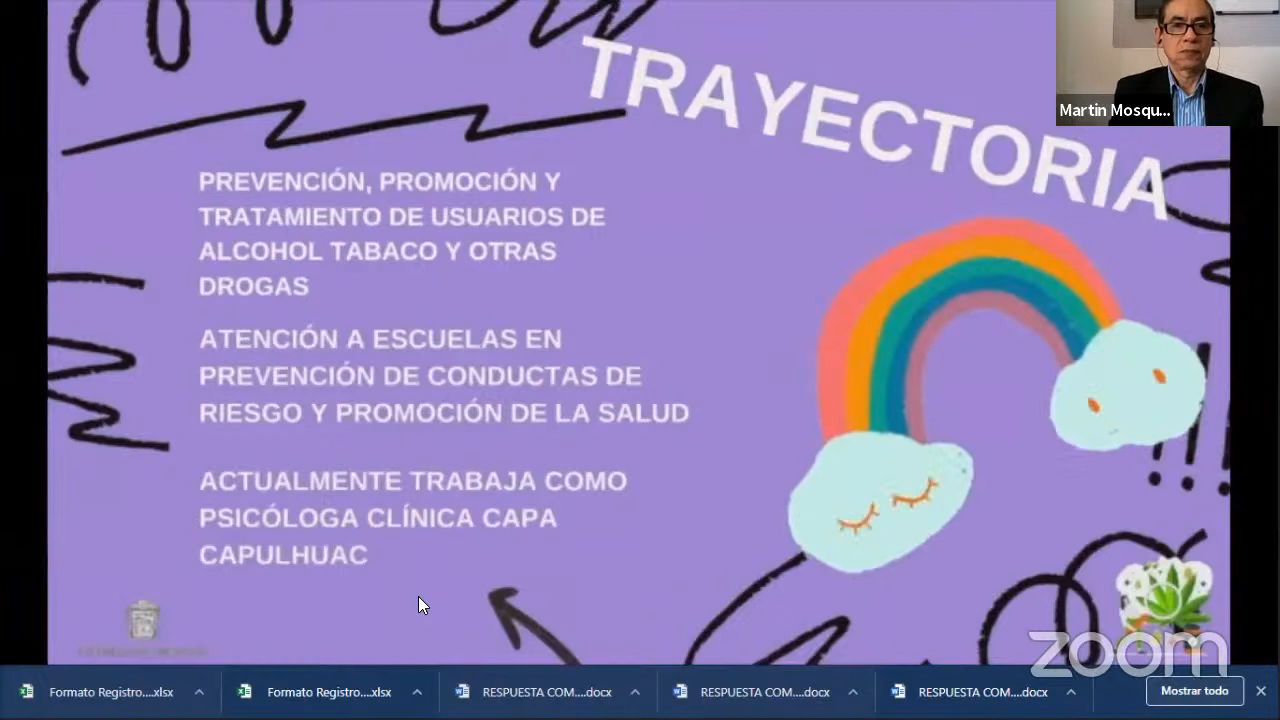 TRAYECTORIA
Martin Mosqu...
PREVENCIÓN, PROMOCIÓN Y
TRATAMIENTO DE USUARIOS DE
ALCOHOL TABACO Y OTRAS
DROGAS
ATENCIÓN A ESCUELAS EN
PREVENCIÓN DE CONDUCTAS DE
RIESGO Y PROMOCIÓN DE LA SALUD
ACTUALMENTE TRABAJA COMO
PSICÓLOGA CLÍNICA CAPA
CAPULHUAC
zoom
Formato Registro....xlsx
Formato Registro....xlsx
RESPUESTA COM....docx
RESPUESTA COM....docx
RESPUESTA COM....docx
Mostrar todo